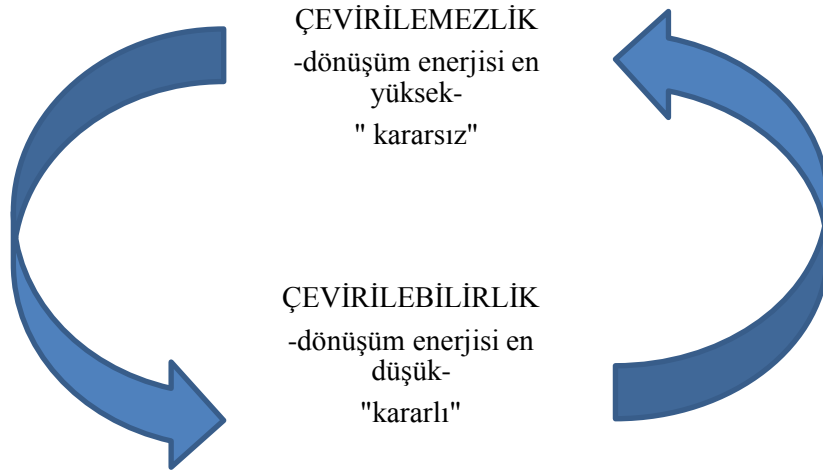 ÇEVİRİLEMEZLİK
-dönüşüm enerjisi en
yüksek-
" kararsız"
ÇEVİRİLEBİLİRLİK
-dönüşüm enerjisi en
düşük-
"kararlı"